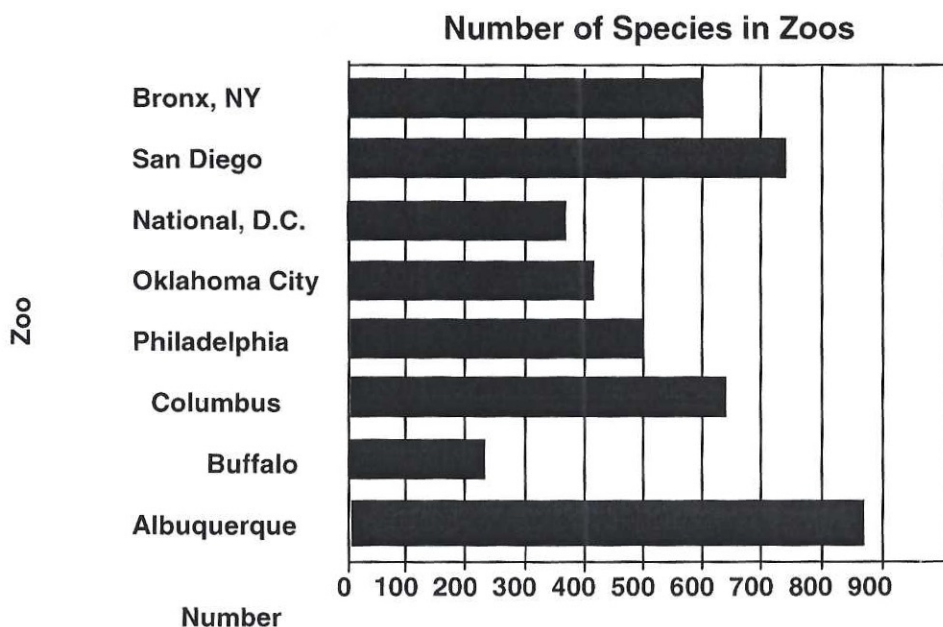 Number of Species in Zoos
Zoo
Bronx, NY
San Diego
National, D.C.
Oklahoma City
Philadelphia
Columbus
Buffalo
Albuquerque
0 100 200 300 400 500 600 700 800 900
Number